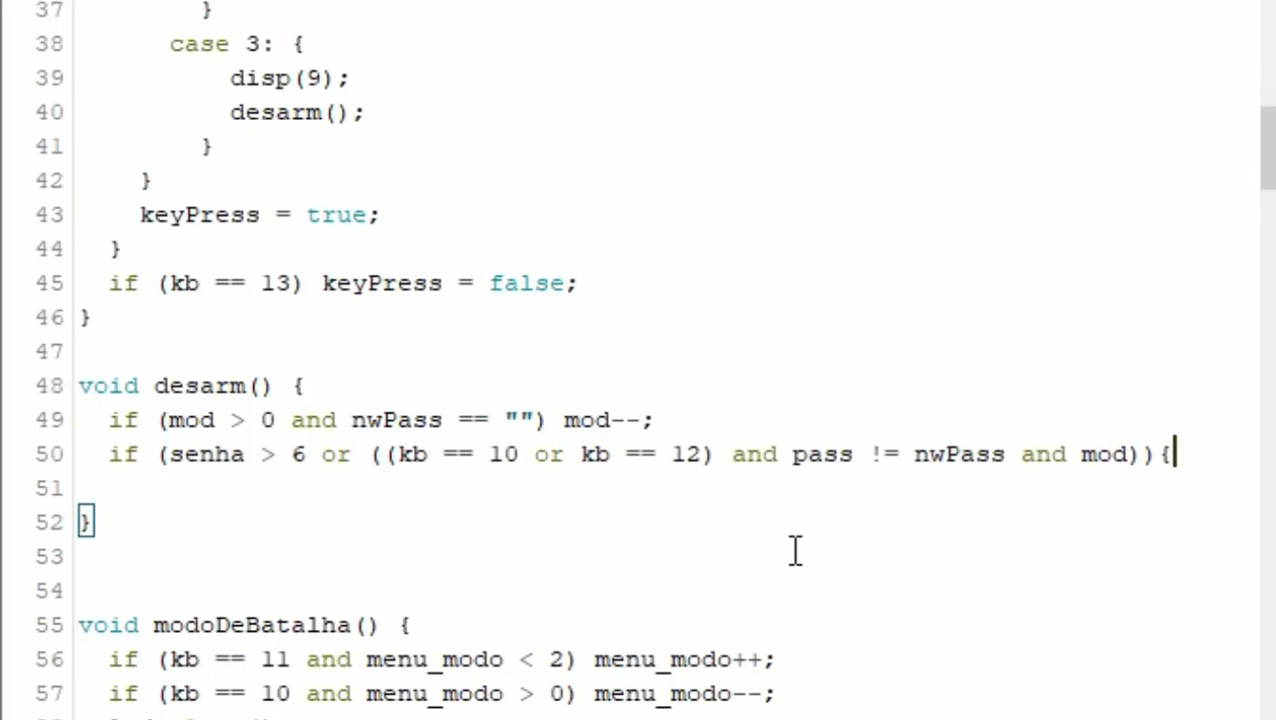 37 }
38 case 3: {
39 disp(9);
40 desarm();
41 }
42 }
43 keyPress = true;
44 }
45 if (kb == 13) keyPress = false;
46 }
47
48 void desarm() {
49 if (mod > 0 and nwPass == "") mod--;
50 if (senha > 6 or ((kb == 10 or kb == 12) and pass != nwPass and mod)){
51
52 }
53
54
55 void modoDeBatalha() {
56 if (kb == 11 and menu_modo < 2) menu_modo++;
57 if (kb == 10 and menu_modo > 0) menu_modo--;